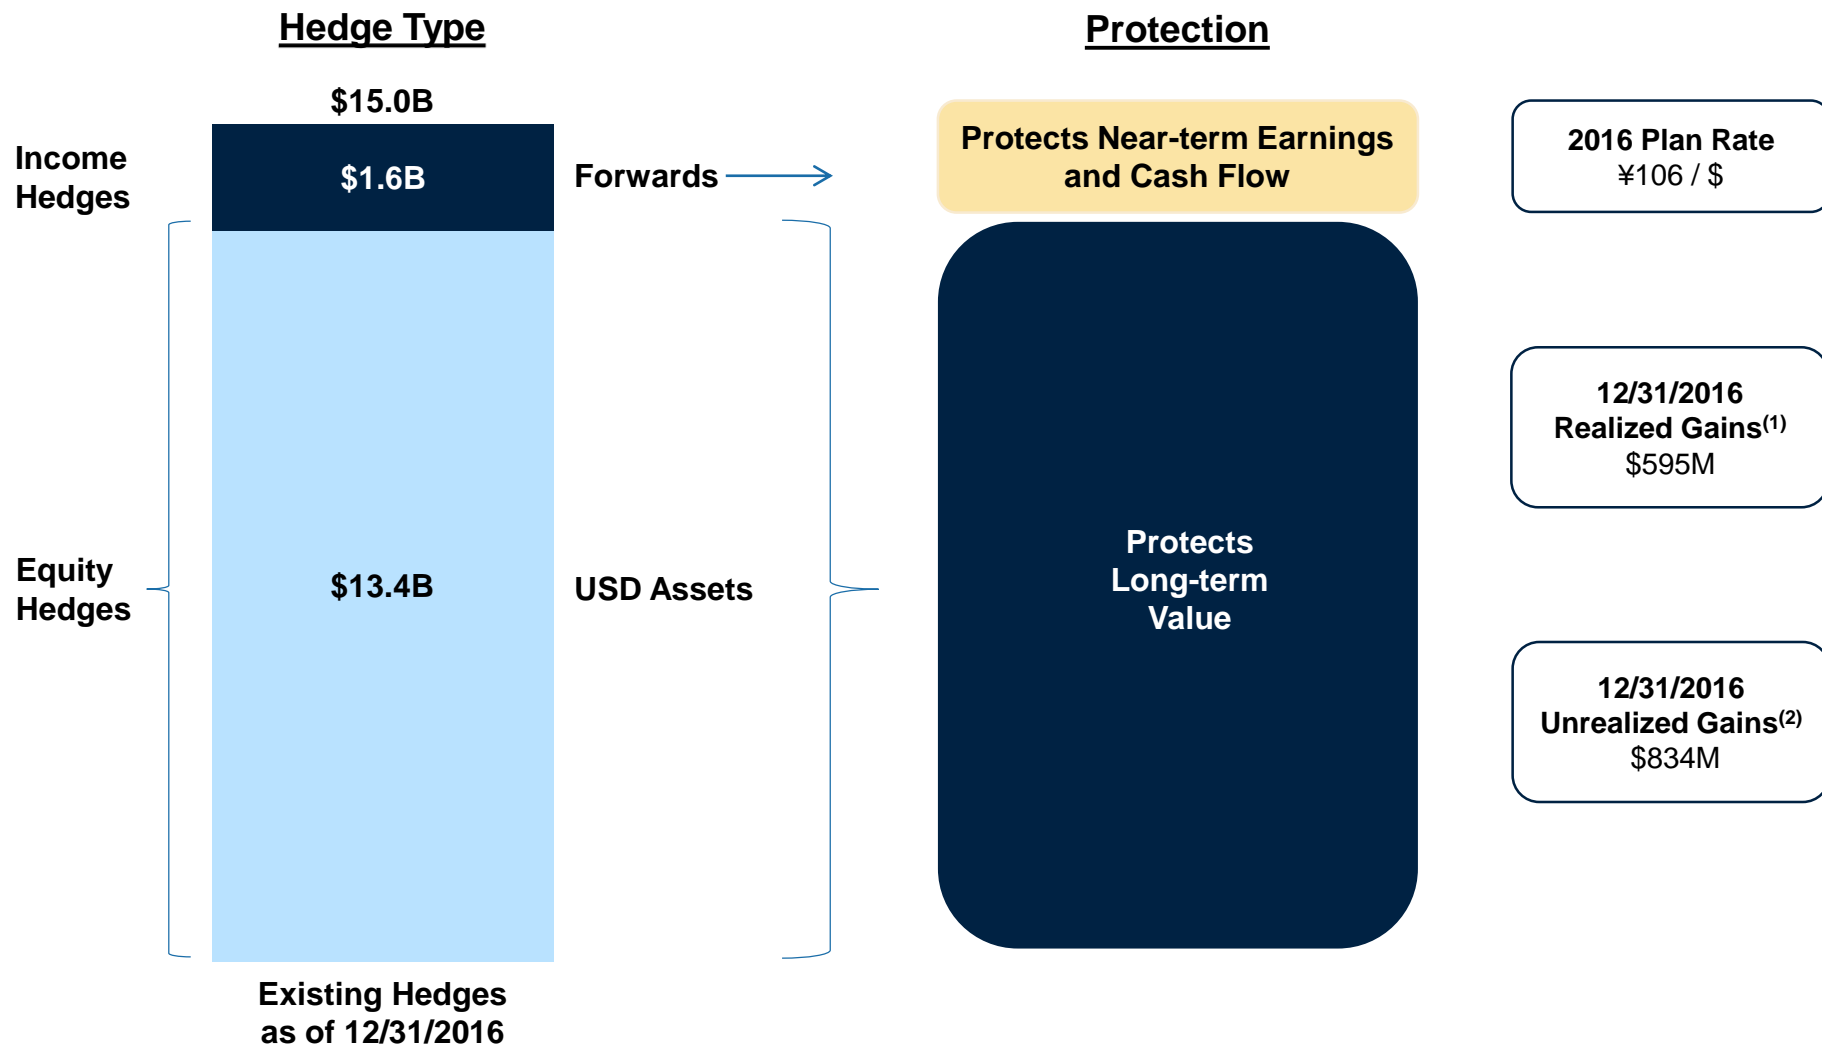 Hedge Type
Protection
$15.0B
Income
Hedges
$1.6B
Forwards
Protects Near-term Earnings
and Cash Flow
2016 Plan Rate
¥106 / $
12/31/2016
Realized Gains(1)
$595M
Equity
Hedges
$13.4B
USD Assets
Protects
Long-term
Value
12/31/2016
Unrealized Gains(2)
$834M
Existing Hedges
as of 12/31/2016